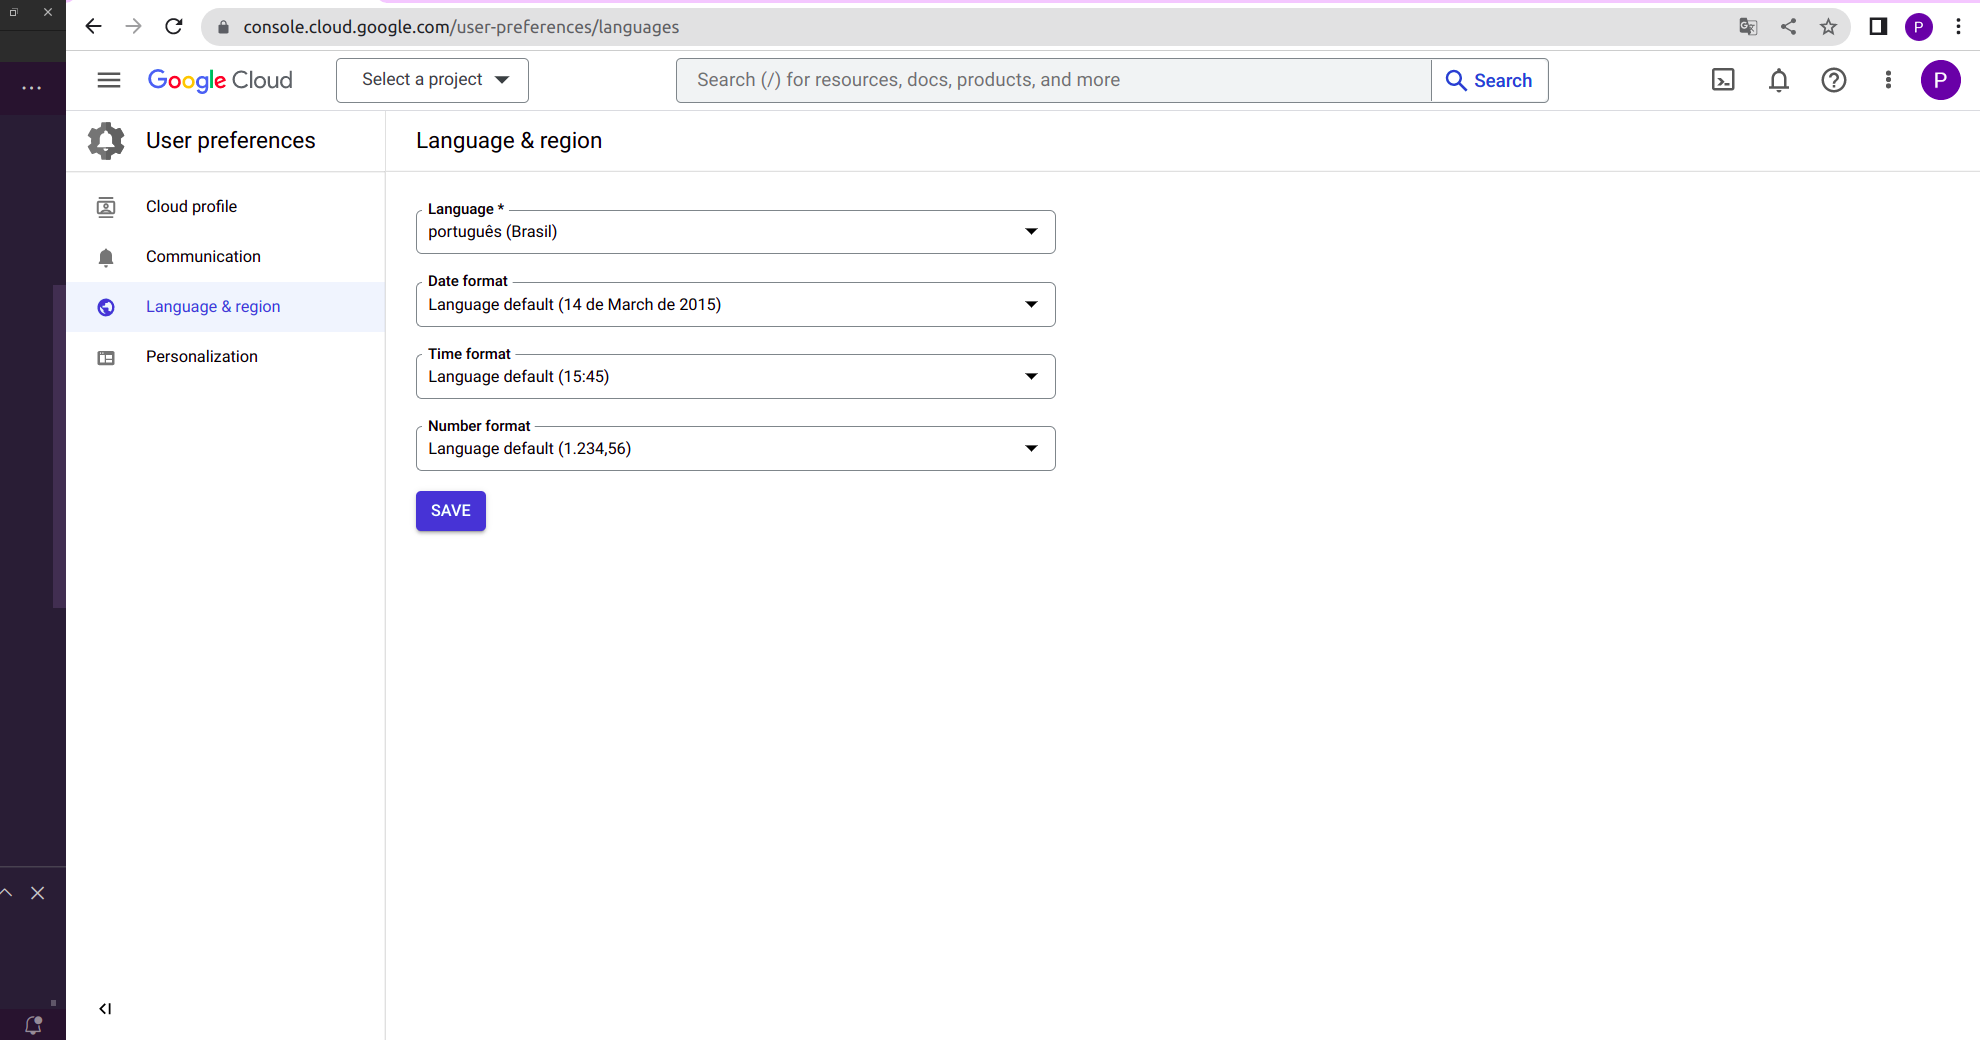 console.cloud.google.com/user-preferences/languages
P
Google Cloud
Select a project
Search (/) for resources, docs, products, and more
Search
P
User preferences
Language & region
Cloud profile
Communication
Language & region
Personalization
Language *
português (Brasil)
Date format
Language default (14 de March de 2015)
Time format
Language default (15:45)
Number format
Language default (1.234,56)
SAVE